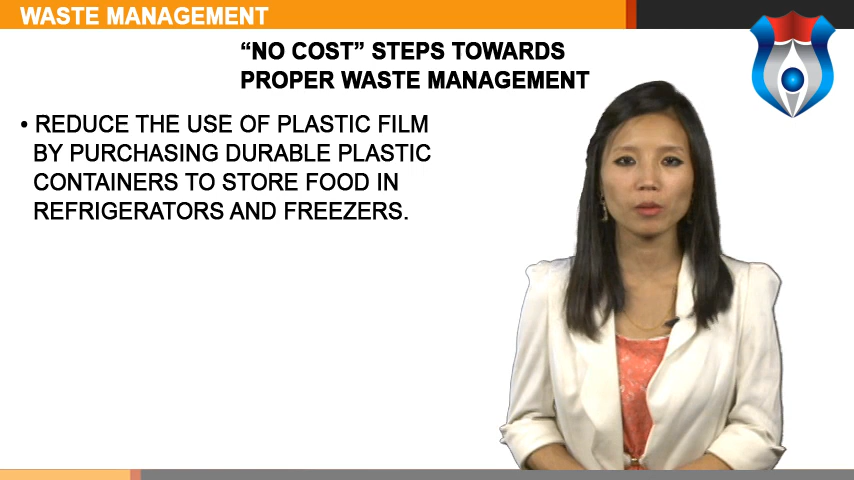 WASTE MANAGEMENT
“NO COST” STEPS TOWARDS
PROPER WASTE MANAGEMENT
• REDUCE THE USE OF PLASTIC FILM
BY PURCHASING DURABLE PLASTIC
CONTAINERS TO STORE FOOD IN
REFRIGERATORS AND FREEZERS.